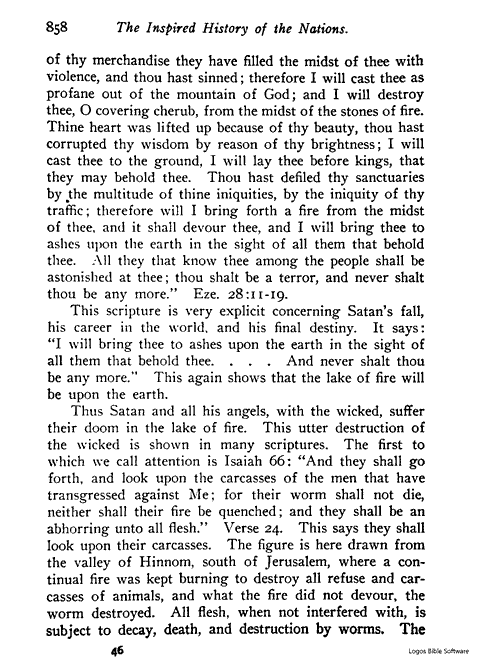 858 The Inspired History of the Nations.
of thy merchandise they have filled the midst of thee with
violence, and thou hast sinned; therefore I will cast thee as
profane out of the mountain of God; and I will destroy
thee, O covering cherub, from the midst of the stones of fire.
Thine heart was lifted up because of thy beauty, thou hast
corrupted thy wisdom by reason of thy brightness; I will
cast thee to the ground, I will lay thee before kings, that
they may behold thee. Thou hast defiled thy sanctuaries
by the multitude of thine iniquities, by the iniquity of thy
traffic; therefore will I bring forth a fire from the midst
of thee, and it shall devour thee, and I will bring thee to
ashes upon the earth in the sight of all them that behold
thee. All they that know thee among the people shall be
astonished at thee; thou shalt be a terror, and never shalt
thou be any more." Eze. 28:11-19.
This scripture is very explicit concerning Satan's fall,
his career in the world, and his final destiny. It says:
"I will bring thee to ashes upon the earth in the sight of
all them that behold thee. . . . And never shalt thou
be any more." This again shows that the lake of fire will
be upon the earth.
Thus Satan and all his angels, with the wicked, suffer
their doom in the lake of fire. This utter destruction of
the wicked is shown in many scriptures. The first to
which we call attention is Isaiah 66: "And they shall go
forth, and look upon the carcasses of the men that have
transgressed against Me; for their worm shall not die,
neither shall their fire be quenched; and they shall be an
abhorring unto all flesh." Verse 24. This says they shall
look upon their carcasses. The figure is here drawn from
the valley of Hinnom, south of Jerusalem, where a con-
tinual fire was kept burning to destroy all refuse and car-
casses of animals, and what the fire did not devour, the
worm destroyed. All flesh, when not interfered with, is
subject to decay, death, and destruction by worms. The
46
Logos Bible Software